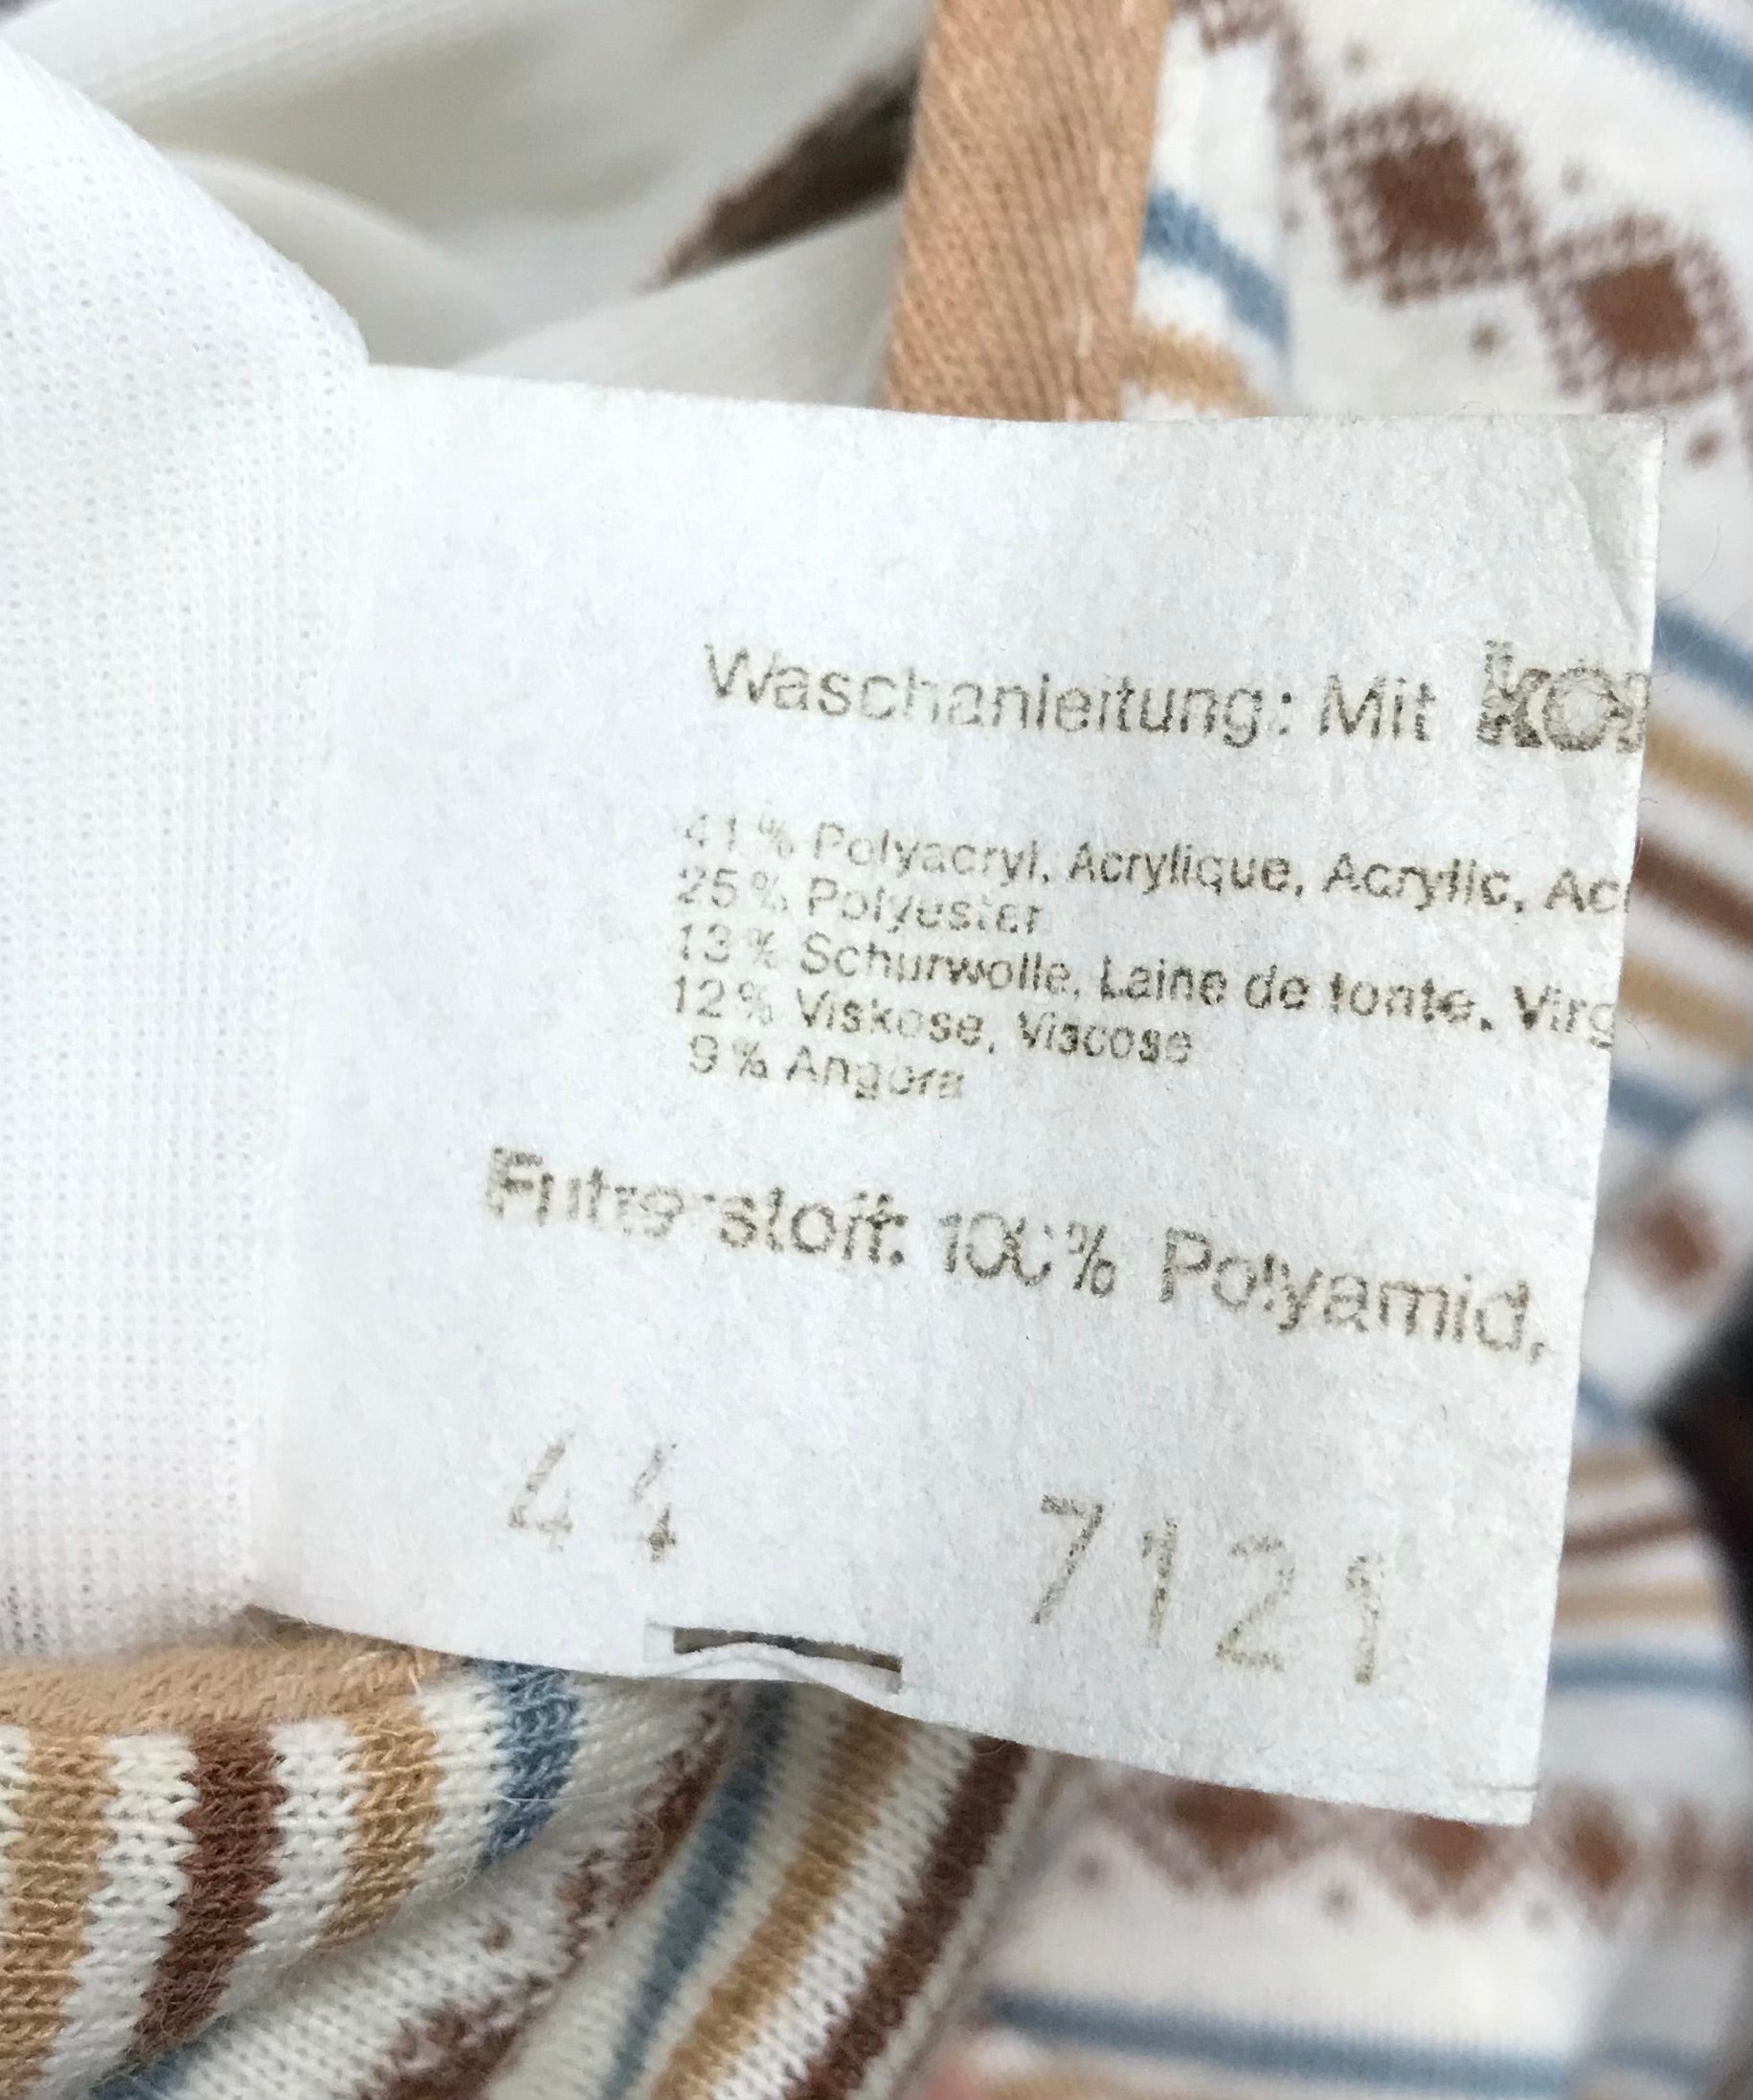 Waschanleitung: Mit
41% Polyacryl, Acrylique, Acrylic,
25% Polyester
13% Schurwolle, Laine de tonte,
12% Viskose, Viscose
9% Angora
Futterstoff: 100% Polyamid,
44 7121